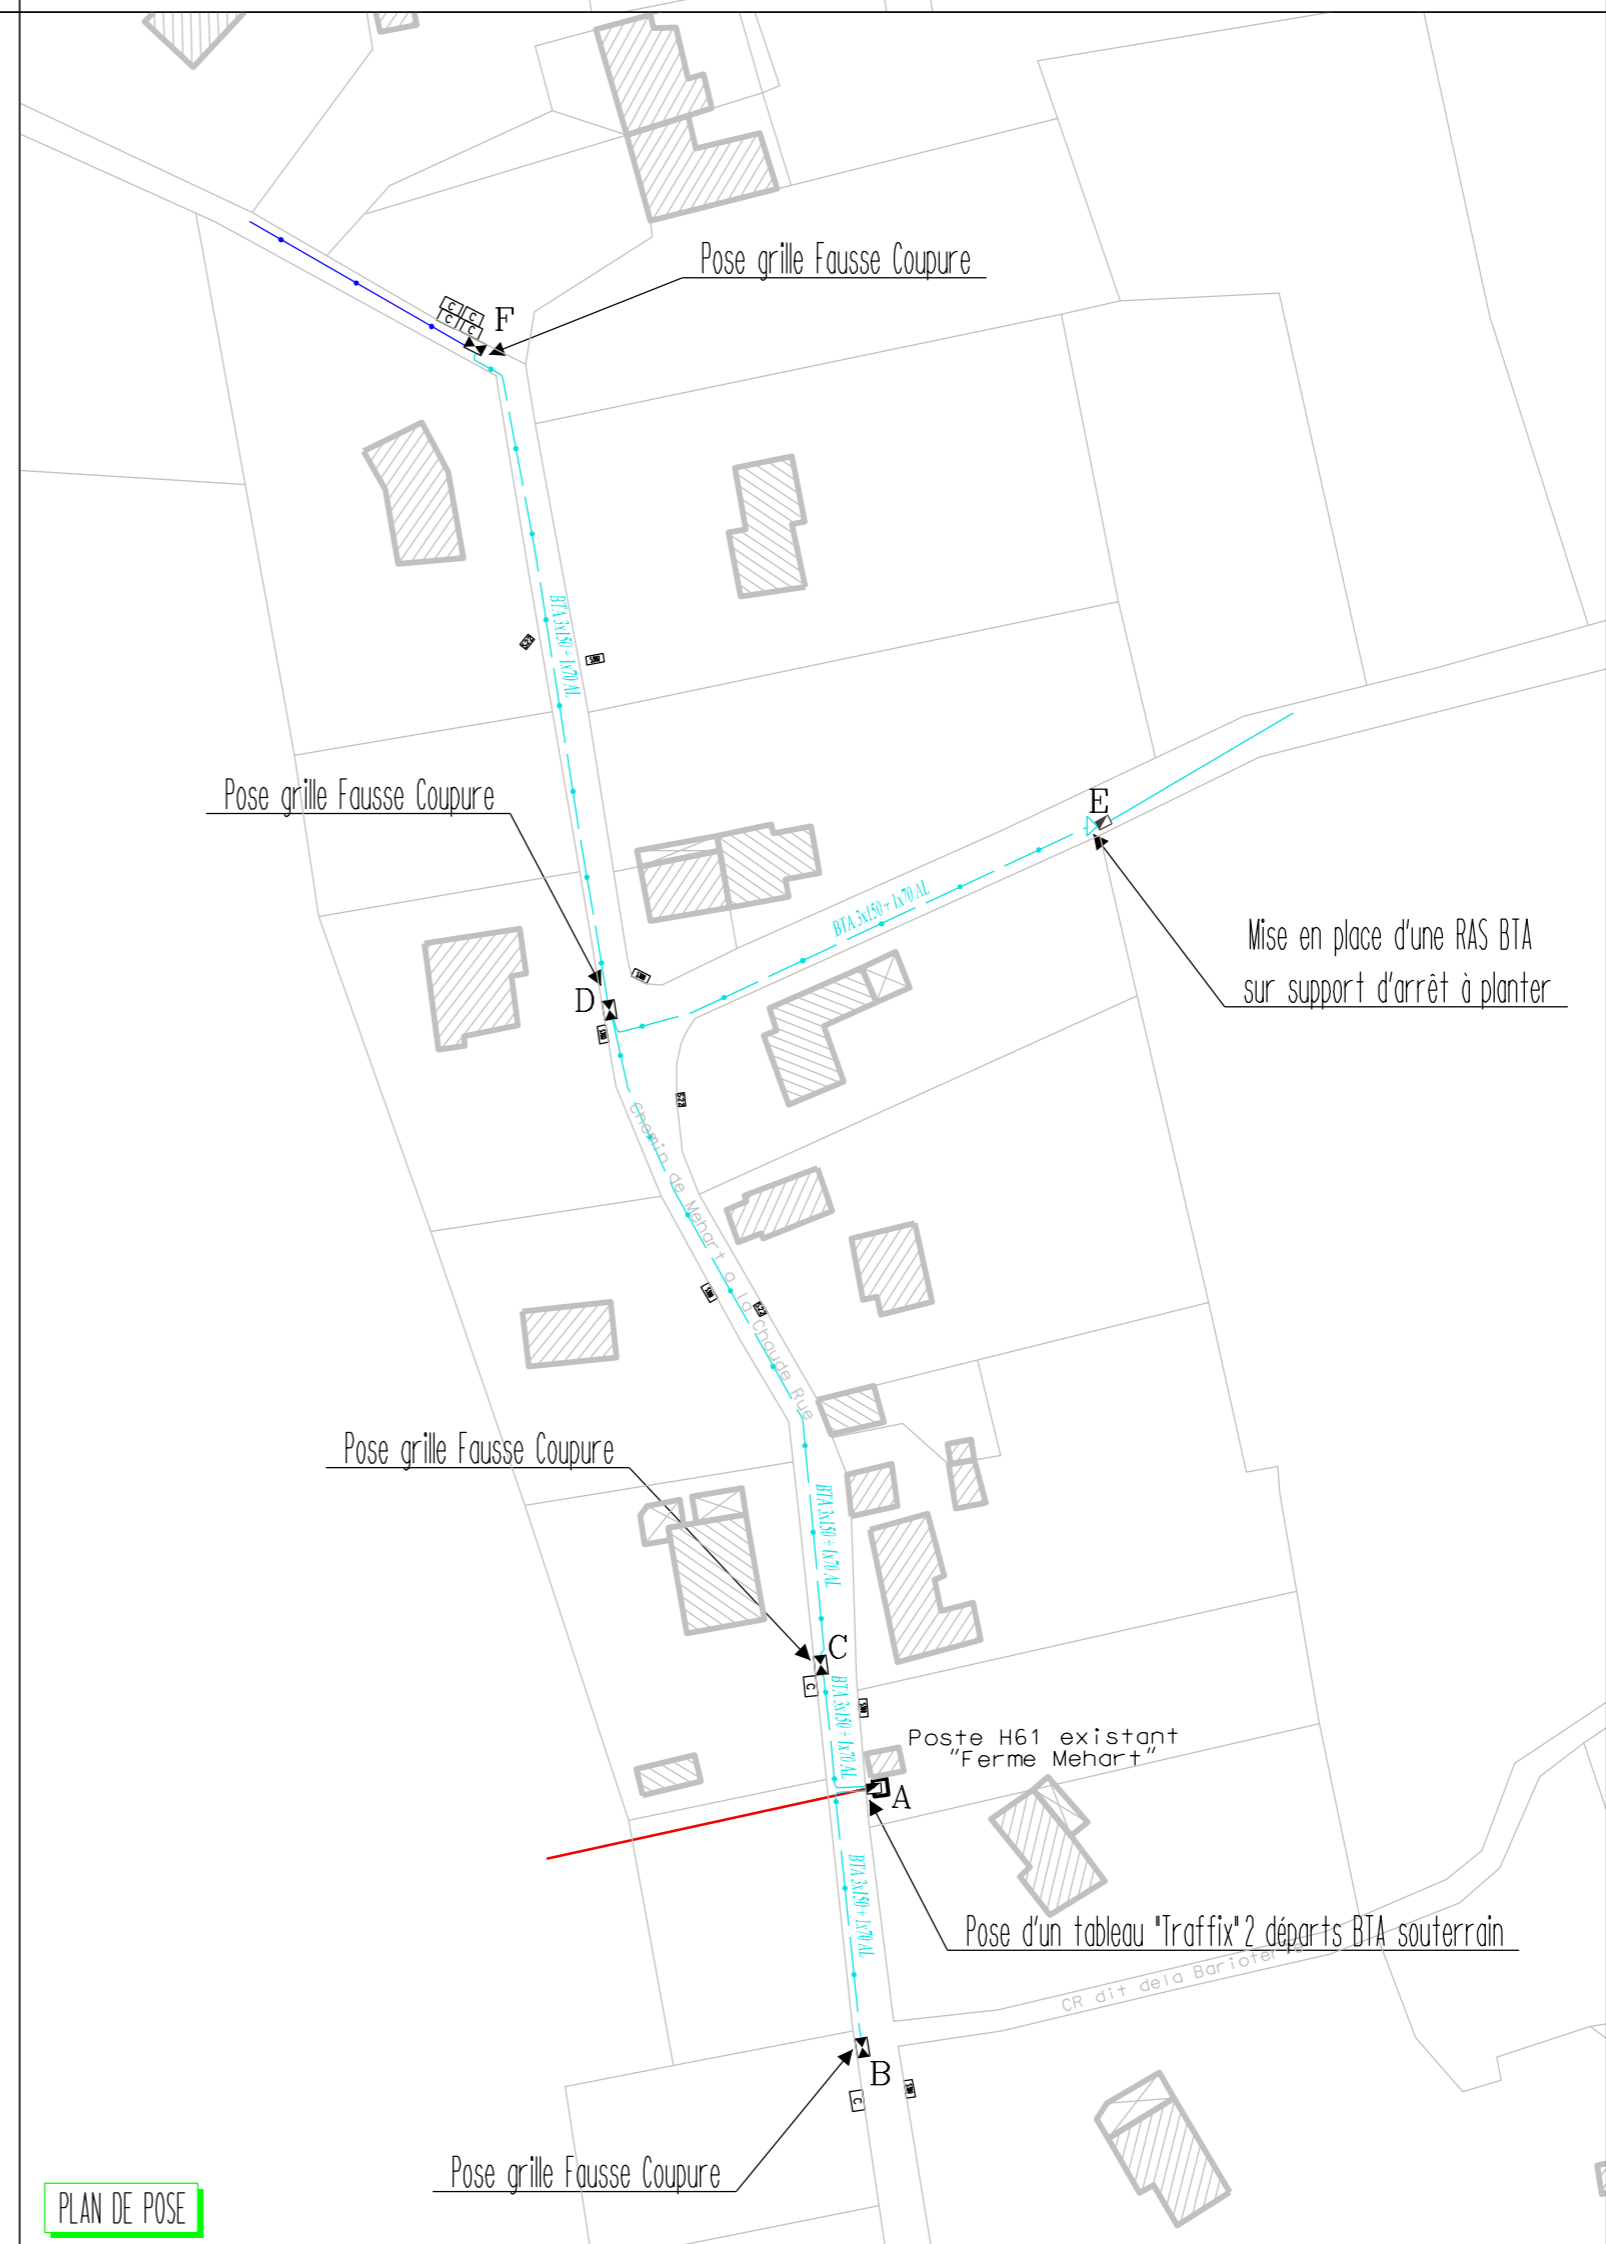 Pose grille Fausse Coupure
C C
C C
F
BTA 3x150 + 1x70 AL
Pose grille Fausse Coupure
E
BTA 3x150 + 1x70 AL
Mise en place d'une RAS BTA
sur support d'arrêt à planter
D
Chemin de Mehart a la Chaude Rue
Pose grille Fausse Coupure
BTA 3x150 + 1x70 AL
C
C
BTA 3x150 + 1x70 AL
Poste H61 existant
"Ferme Mehart"
A
BTA 3x150 + 1x70 AL
Pose d'un tableau "Traffix" 2 départs BTA souterrain
CR dit dela Barioterie
B
C
Pose grille Fausse Coupure
PLAN DE POSE